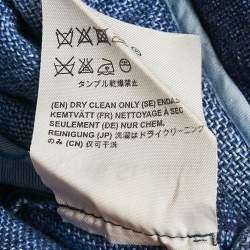 タンブル乾燥禁止
(EN) DRY CLEAN ONLY (SE) ENDAS
KEMTVÄTT (FR) NETTOYAGE À SEC
SEULEMENT (DE) NUR CHEM.
REINIGUNG (JP) 洗濯はドライクリーニング
のみ (CN) 仅可干洗